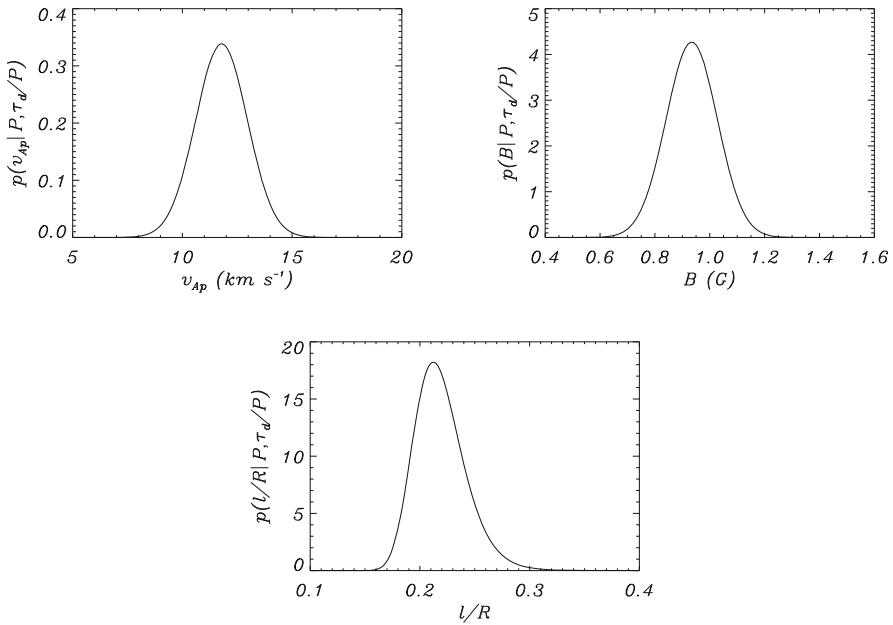 0.4
0.3
0.2
0.1
0.0
p(v_Ap| P,τ_d/P)
5 10 15 20
v_Ap (km s⁻¹)
5
4
3
2
1
0
p(B| P,τ_d/P)
0.4 0.6 0.8 1.0 1.2 1.4 1.6
B (G)
20
15
10
5
0
p(l/R| P,τ_d/P)
0.1 0.2 0.3 0.4
l/R